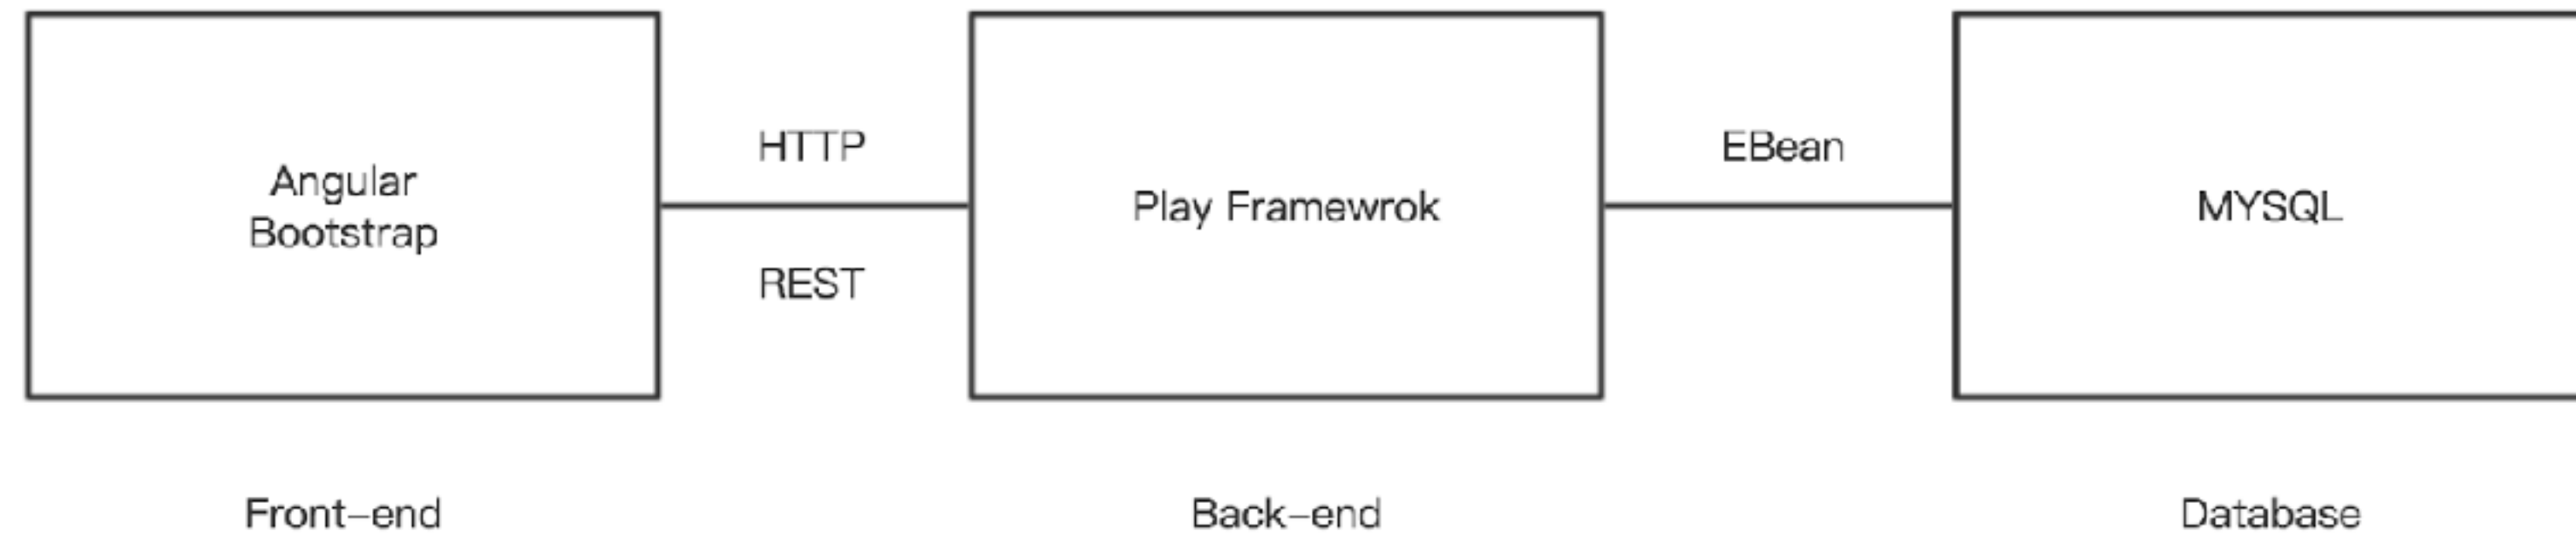 Angular
Bootstrap
HTTP
REST
Play Framewrok
EBean
MYSQL
Front-end
Back-end
Database